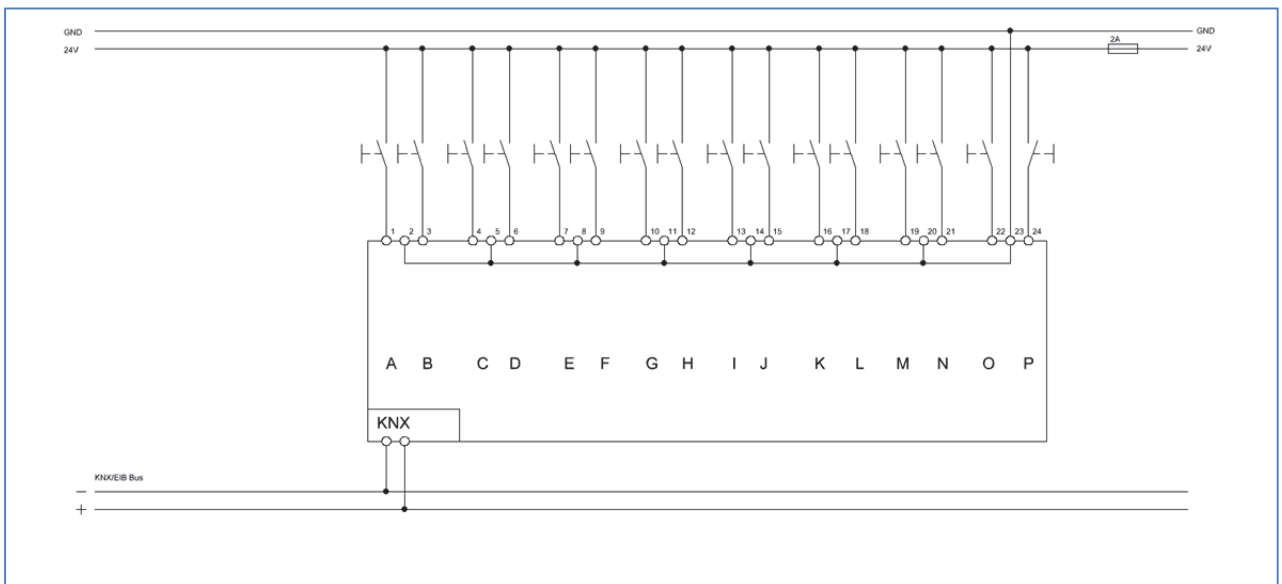 GND GND
24V 2A 24V
1 2 3 4 5 6 7 8 9 10 11 12 13 14 15 16 17 18 19 20 21 22 23 24
A B C D E F G H I J K L M N O P
KNX
KNX/EIB Bus
−
+